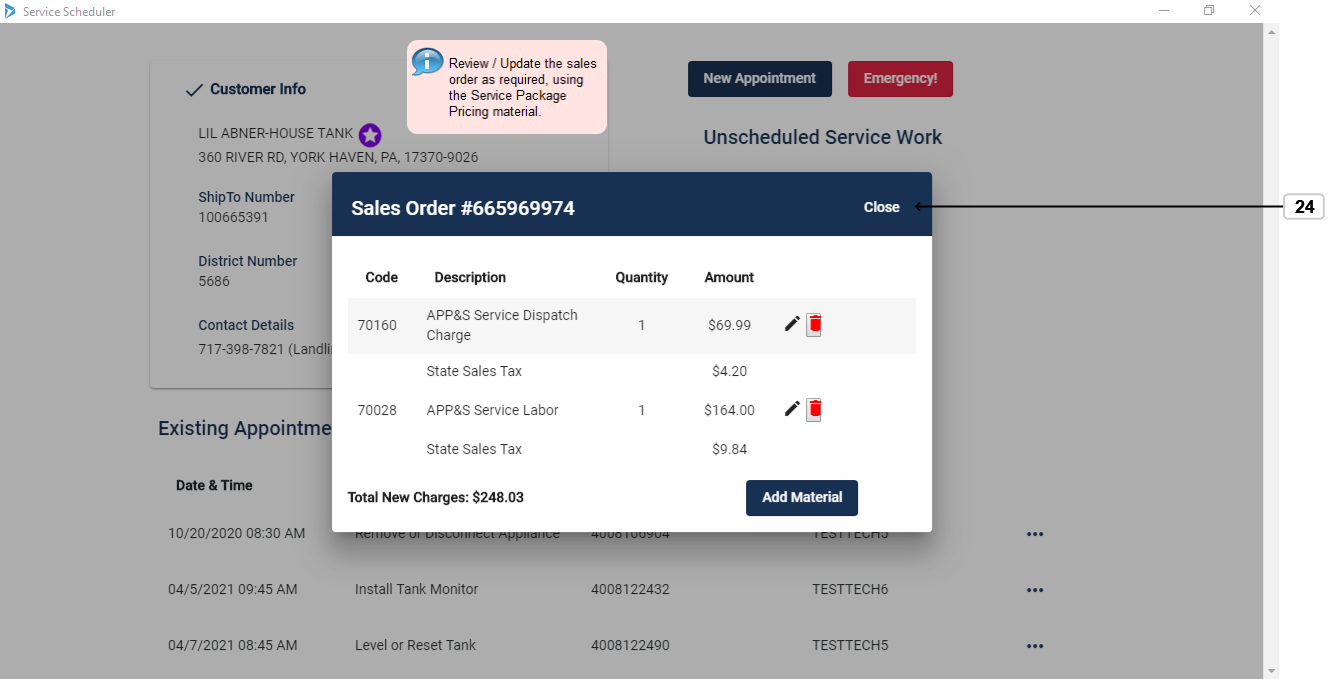 Service Scheduler
Review / Update the sales
order as required, using
the Service Package
Pricing material.
New Appointment
Emergency!
Customer Info
Unscheduled Service Work
LIL ABNER-HOUSE TANK
360 RIVER RD, YORK HAVEN, PA, 17370-9026
ShipTo Number
100665391
District Number
5686
Contact Details
717-398-7821 (Landli
Sales Order #665969974
Close
24
Code Description Quantity Amount
70160 APP&S Service Dispatch Charge 1 $69.99
State Sales Tax $4.20
70028 APP&S Service Labor 1 $164.00
State Sales Tax $9.84
Total New Charges: $248.03
Add Material
Existing Appointme
Date & Time
10/20/2020 08:30 AM Remove or Disconnect Appliance 4008106904 TESTTECH5
04/5/2021 09:45 AM Install Tank Monitor 4008122432 TESTTECH6
04/7/2021 08:45 AM Level or Reset Tank 4008122490 TESTTECH5